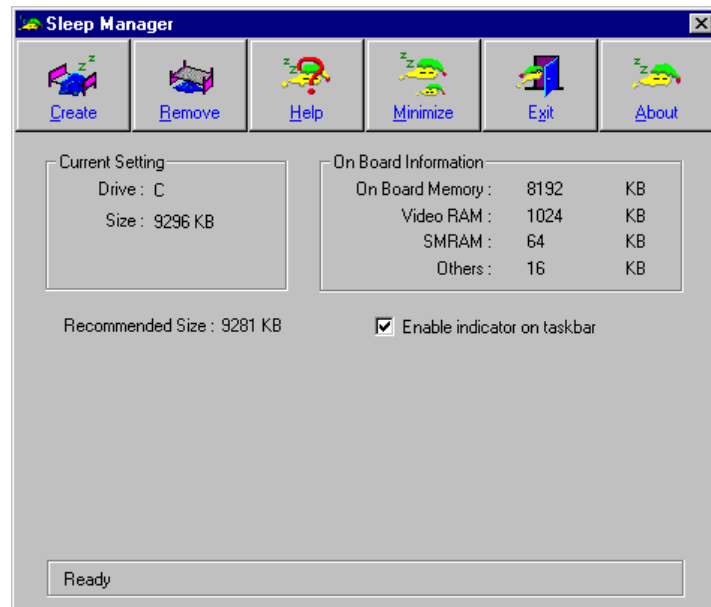 Sleep Manager
Create Remove Help Minimize Exit About
Current Setting
Drive : C
Size : 9296 KB
On Board Information
On Board Memory : 8192 KB
Video RAM : 1024 KB
SMRAM : 64 KB
Others : 16 KB
Recommended Size : 9281 KB
Enable indicator on taskbar
Ready